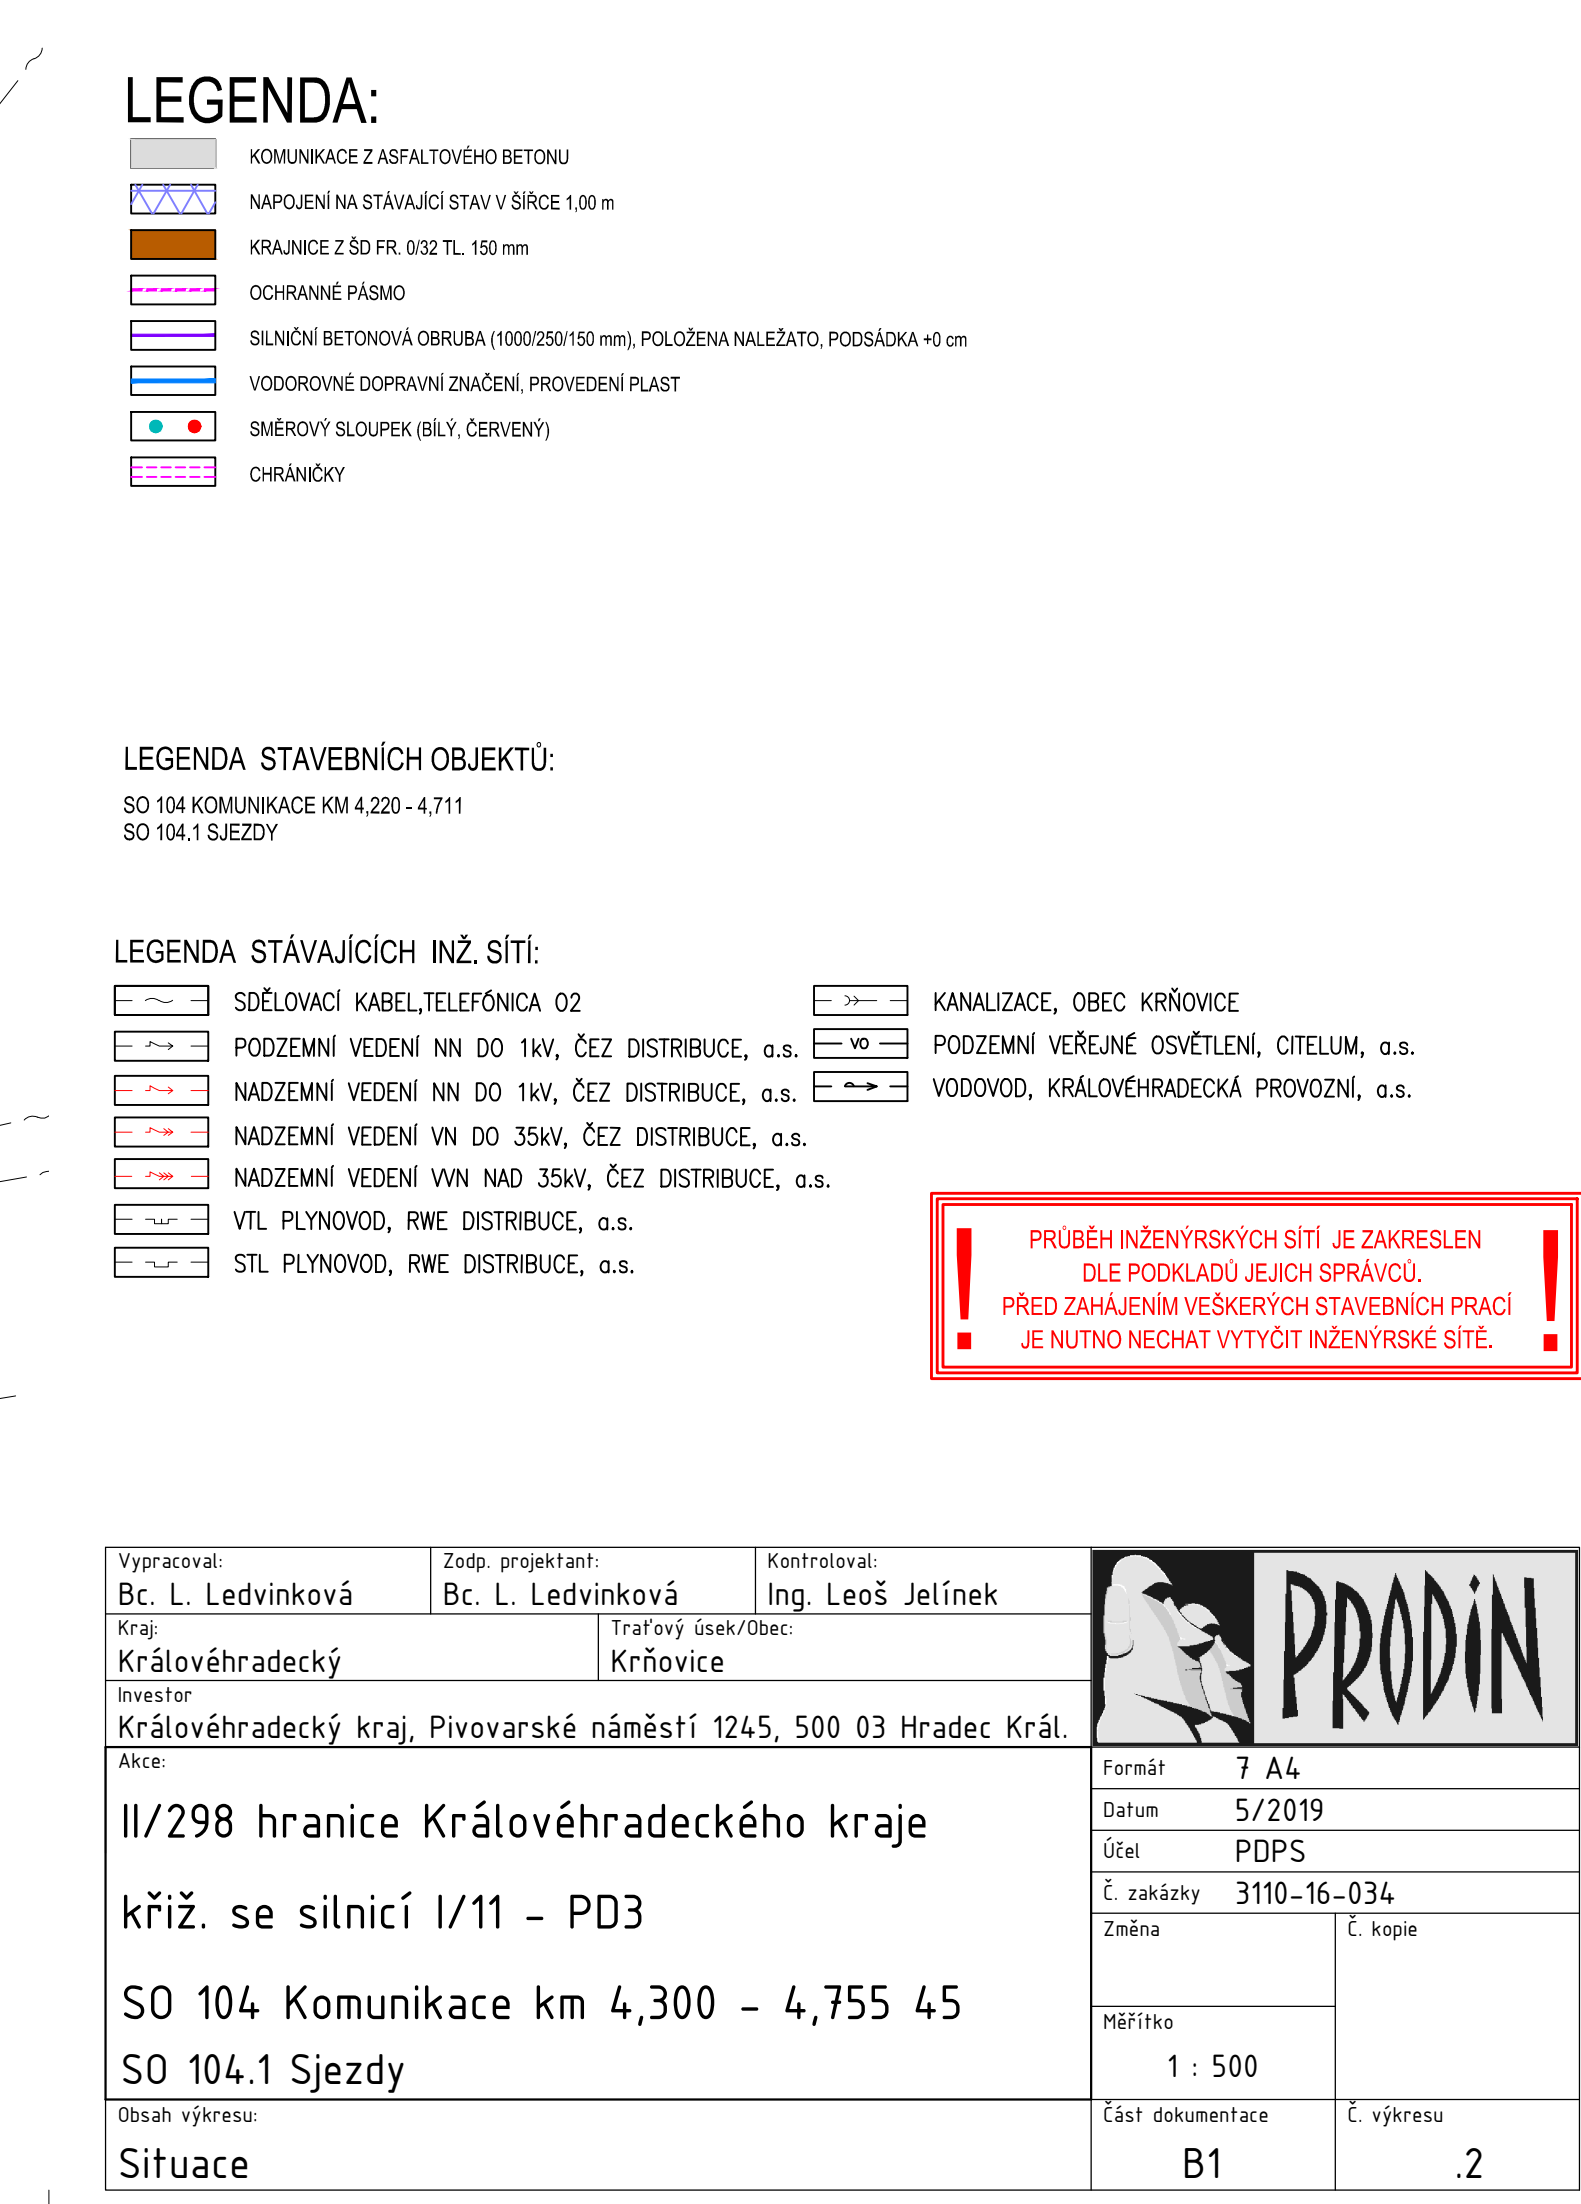 LEGENDA:
KOMUNIKACE Z ASFALTOVÉHO BETONU
NAPOJENÍ NA STÁVAJÍCÍ STAV V ŠÍŘCE 1,00 m
KRAJNICE Z ŠD FR. 0/32 TL. 150 mm
OCHRANNÉ PÁSMO
SILNIČNÍ BETONOVÁ OBRUBA (1000/250/150 mm), POLOŽENA NALEŽATO, PODSÁDKA +0 cm
VODOROVNÉ DOPRAVNÍ ZNAČENÍ, PROVEDENÍ PLAST
SMĚROVÝ SLOUPEK (BÍLÝ, ČERVENÝ)
CHRÁNIČKY
LEGENDA STAVEBNÍCH OBJEKTŮ:
SO 104 KOMUNIKACE KM 4,220 - 4,711
SO 104.1 SJEZDY
LEGENDA STÁVAJÍCÍCH INŽ. SÍTÍ:
SDĚLOVACÍ KABEL,TELEFÓNICA O2
PODZEMNÍ VEDENÍ NN DO 1kV, ČEZ DISTRIBUCE, a.s.
NADZEMNÍ VEDENÍ NN DO 1kV, ČEZ DISTRIBUCE, a.s.
NADZEMNÍ VEDENÍ VN DO 35kV, ČEZ DISTRIBUCE, a.s.
NADZEMNÍ VEDENÍ VVN NAD 35kV, ČEZ DISTRIBUCE, a.s.
VTL PLYNOVOD, RWE DISTRIBUCE, a.s.
STL PLYNOVOD, RWE DISTRIBUCE, a.s.
KANALIZACE, OBEC KRŇOVICE
VO PODZEMNÍ VEŘEJNÉ OSVĚTLENÍ, CITELUM, a.s.
VODOVOD, KRÁLOVÉHRADECKÁ PROVOZNÍ, a.s.
! PRŮBĚH INŽENÝRSKÝCH SÍTÍ JE ZAKRESLEN !
DLE PODKLADŮ JEJICH SPRÁVCŮ.
PŘED ZAHÁJENÍM VEŠKERÝCH STAVEBNÍCH PRACÍ
JE NUTNO NECHAT VYTYČIT INŽENÝRSKÉ SÍTĚ.
Vypracoval:
Bc. L. Ledvinková
Zodp. projektant:
Bc. L. Ledvinková
Kontroloval:
Ing. Leoš Jelínek
Kraj:
Královéhradecký
Traťový úsek/Obec:
Krňovice
Investor
Královéhradecký kraj, Pivovarské náměstí 1245, 500 03 Hradec Král.
PRODIN
Akce:
II/298 hranice Královéhradeckého kraje
křiž. se silnicí I/11 - PD3
SO 104 Komunikace km 4,300 - 4,755 45
SO 104.1 Sjezdy
Formát 7 A4
Datum 5/2019
Účel PDPS
Č. zakázky 3110-16-034
Změna
Č. kopie
Měřítko
1 : 500
Obsah výkresu:
Situace
Část dokumentace
B1
Č. výkresu
.2